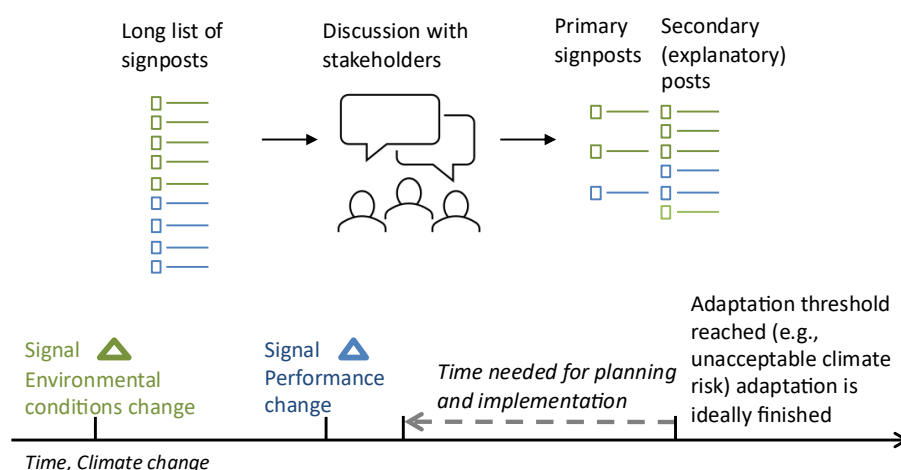 Long list of
signposts
Discussion with
stakeholders
Primary
signposts
Secondary
(explanatory)
posts
Signal
Environmental
conditions change
Signal
Performance
change
Time needed for planning
and implementation
Adaptation threshold
reached (e.g.,
unacceptable climate
risk) adaptation is
ideally finished
Time, Climate change